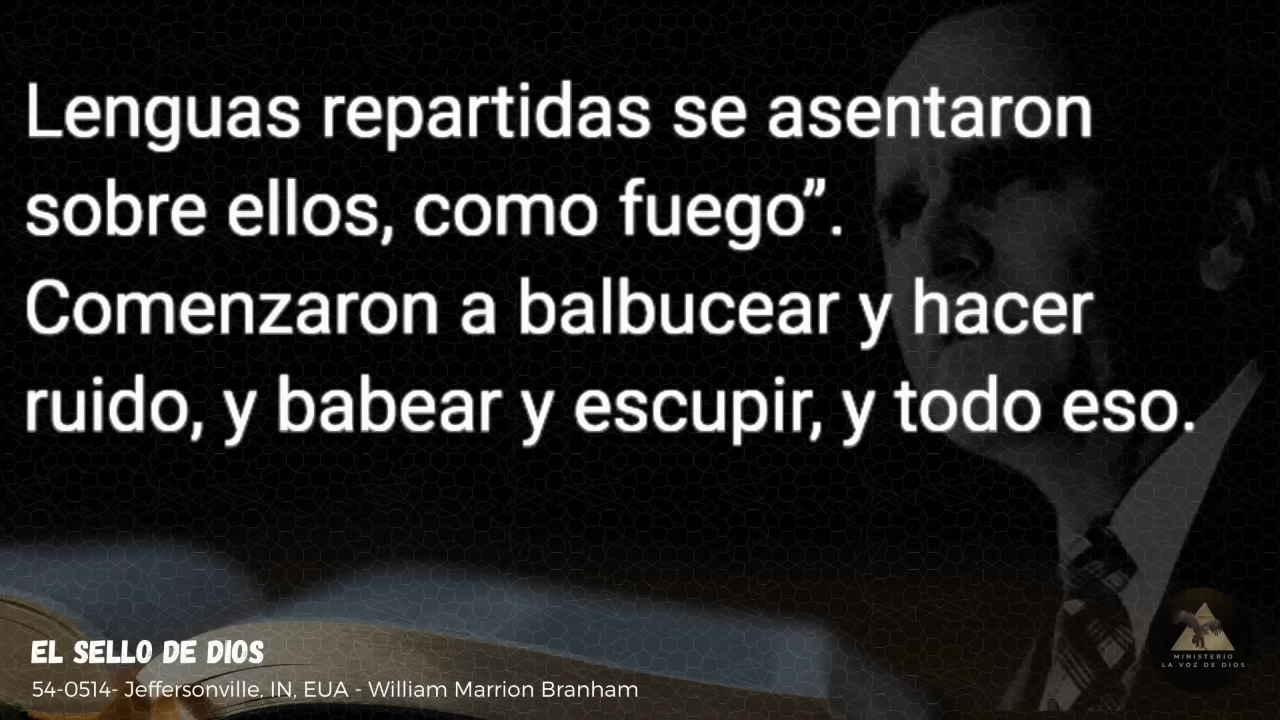 Lenguas repartidas se asentaron
sobre ellos, como fuego”.
Comenzaron a balbucear y hacer
ruido, y babear y escupir, y todo eso.
EL SELLO DE DIOS
54-0514- Jeffersonville, IN, EUA - William Marrion Branham
MINISTERIO
LA VOZ DE DIOS